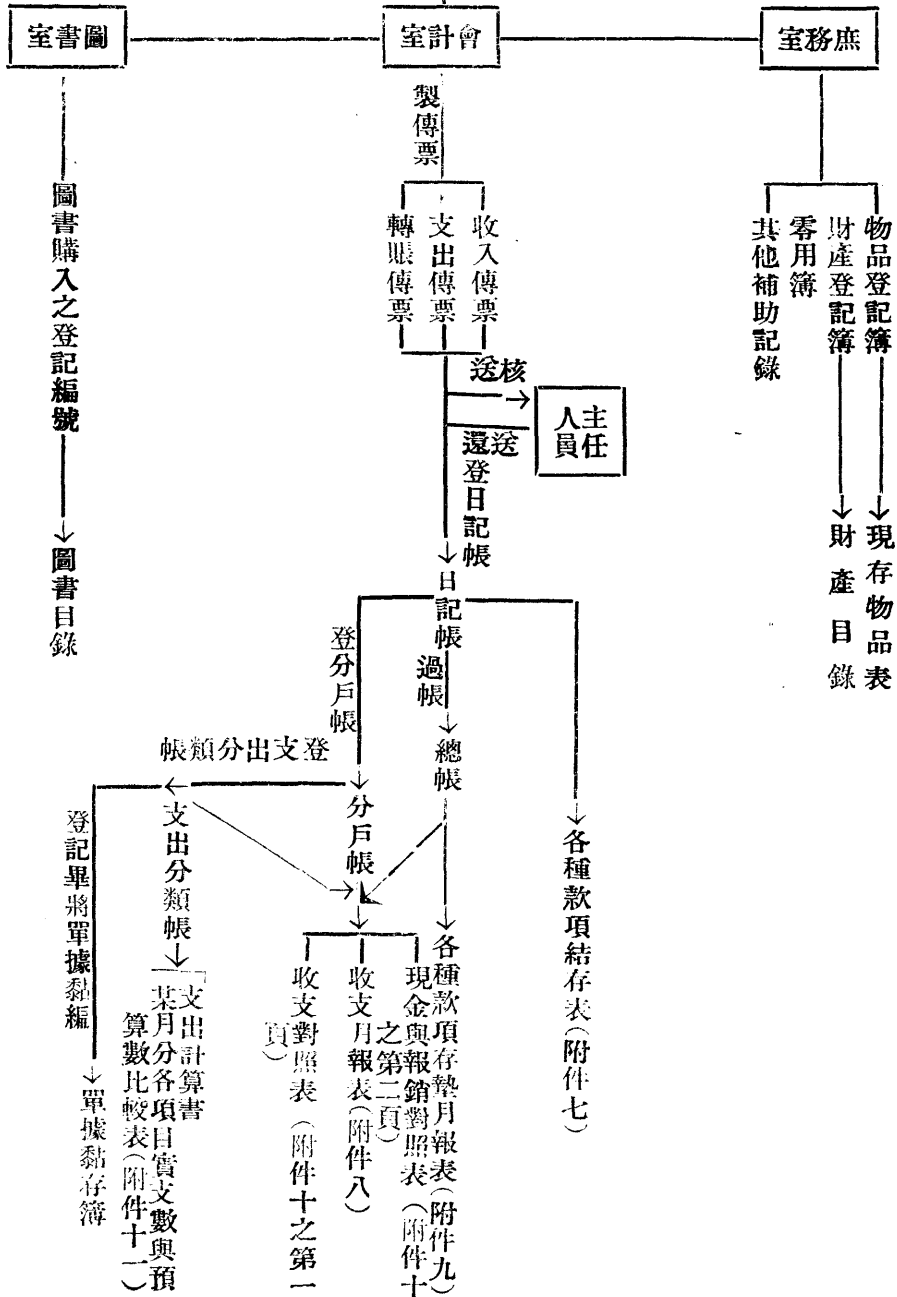 庶務室
會計室
圖書室
物品登記簿
財產登記簿
零用簿
其他補助記錄
現存物品表
財產目錄
製傳票
收入傳票
支出傳票
轉賬傳票
送核
主任
人員
送
還登日記帳
日記帳
過帳
總帳
登分戶帳
分戶帳
登支出分類帳
支出分類帳
各種款項結存表(附件七)
各種款項存墊月報表(附件九)
現金與報銷對照表(附件十
之第二頁)
收支月報表(附件八)
收支對照表(附件十之第一
頁)
「支出計算書
某月分各項目實支數與預
算數比較表(附件十一)
登記畢將單據黏編
單據黏存簿
圖書購入之登記編號
圖書目錄